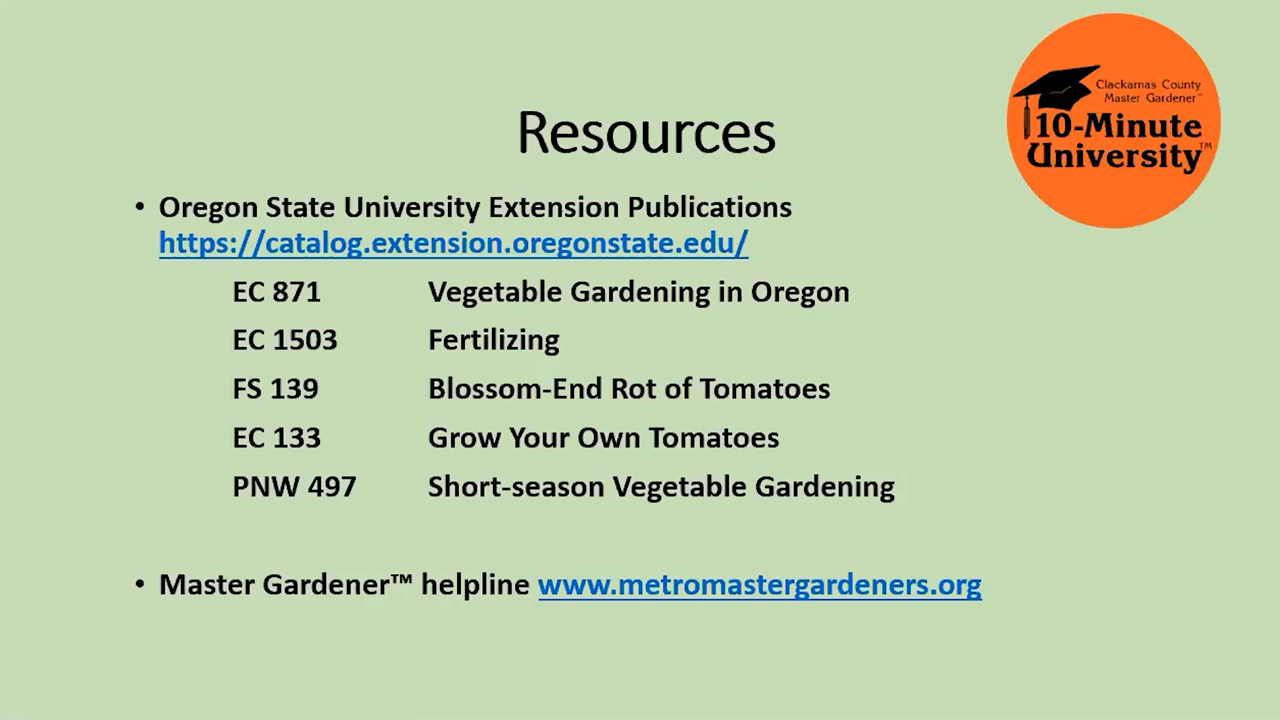 Clackamas County
Master Gardener™
10-Minute
University™
Resources
• Oregon State University Extension Publications
https://catalog.extension.oregonstate.edu/
EC 871 Vegetable Gardening in Oregon
EC 1503 Fertilizing
FS 139 Blossom-End Rot of Tomatoes
EC 133 Grow Your Own Tomatoes
PNW 497 Short-season Vegetable Gardening
• Master Gardener™ helpline www.metromastergardeners.org